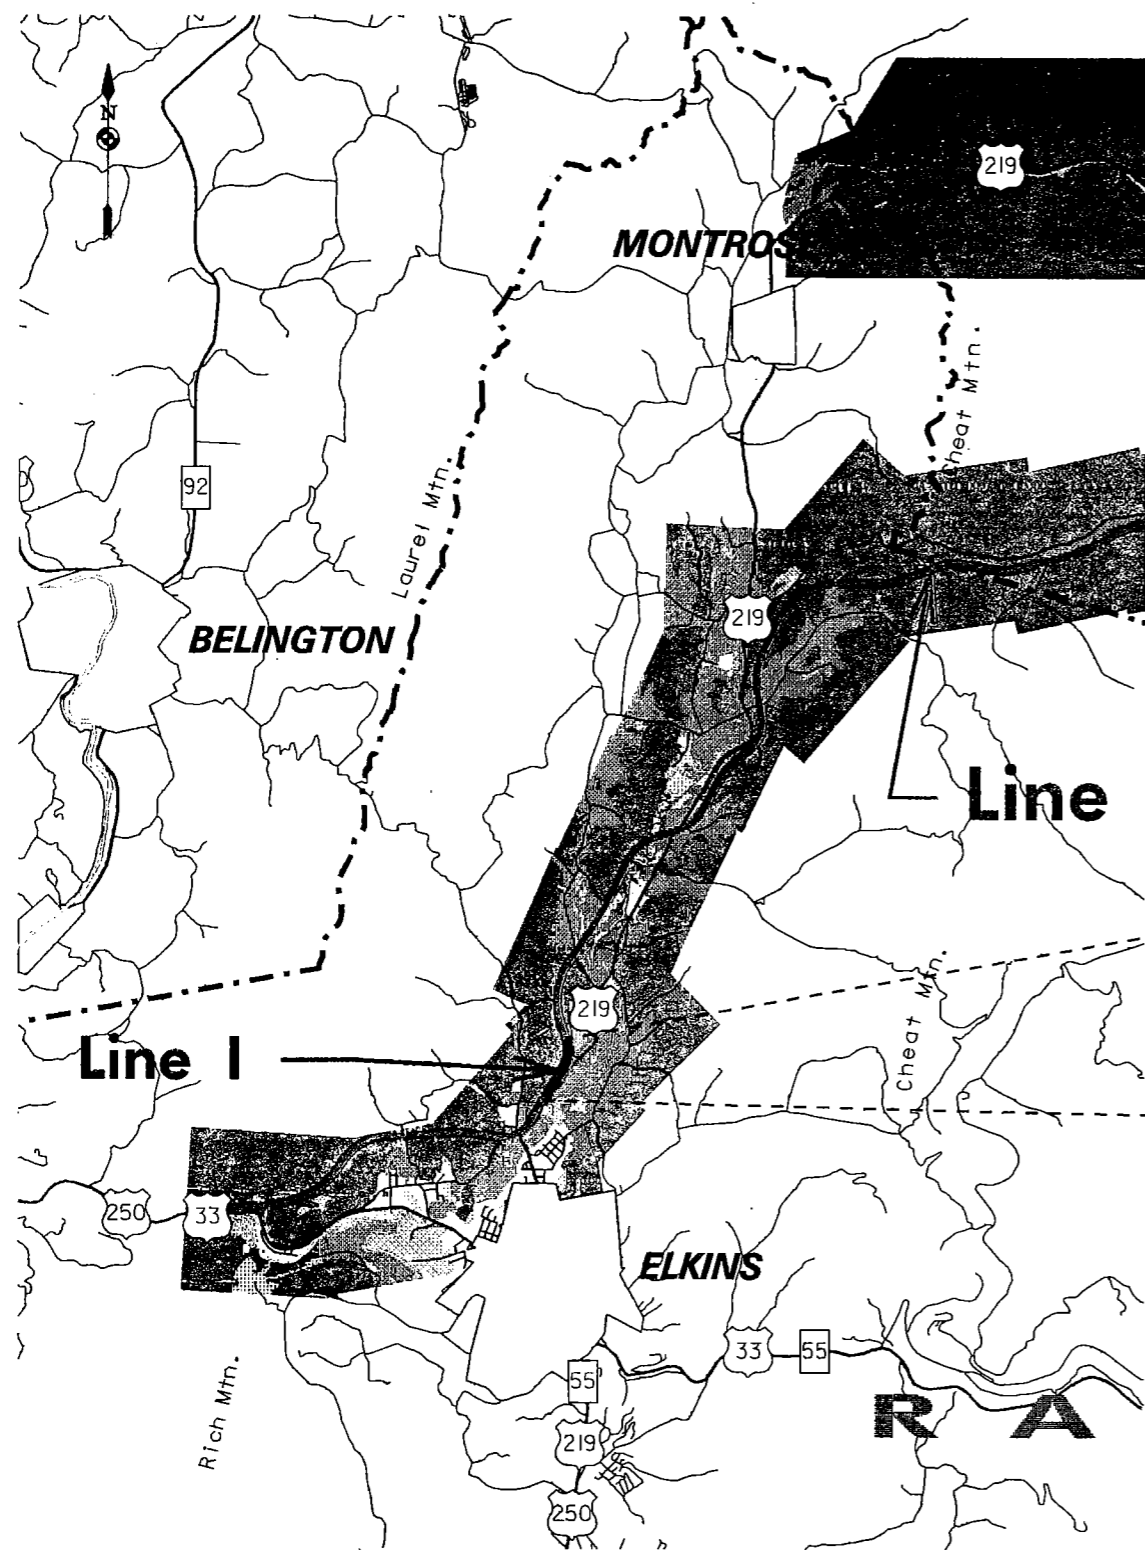 N
219
MONTROS
Cheat Mtn.
Laurel Mtn.
92
219
BELINGTON
Line
219
Cheat Mtn.
Line I
250
33
ELKINS
33
55
55
Rich Mtn.
R A
219
250